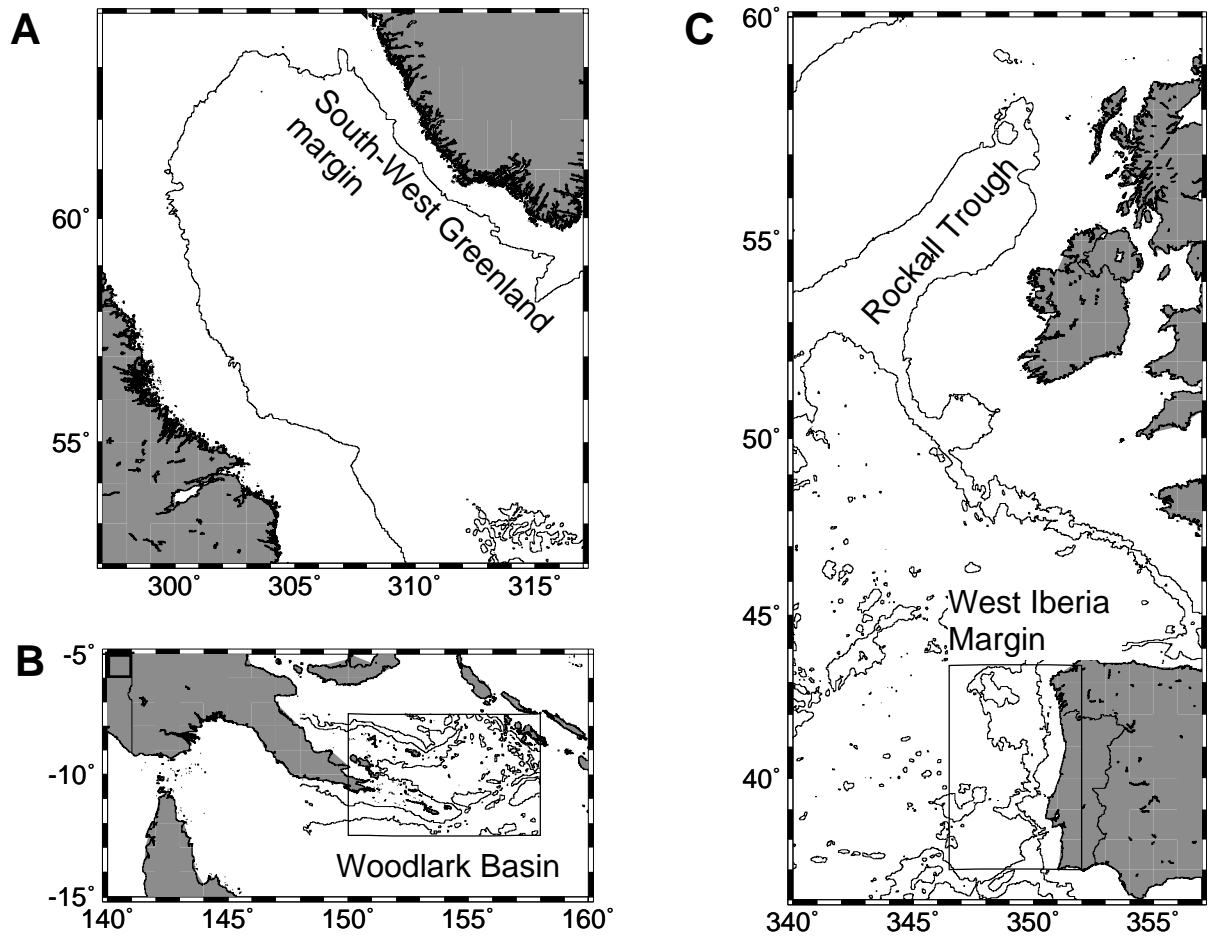 A
South-West Greenland
margin
60°
55°
300°
305°
310°
315°
B
-5°
-10°
-15°
140°
145°
150°
155°
160°
Woodlark Basin
C
60°
55°
50°
45°
40°
340°
345°
350°
355°
Rockall Trough
West Iberia
Margin